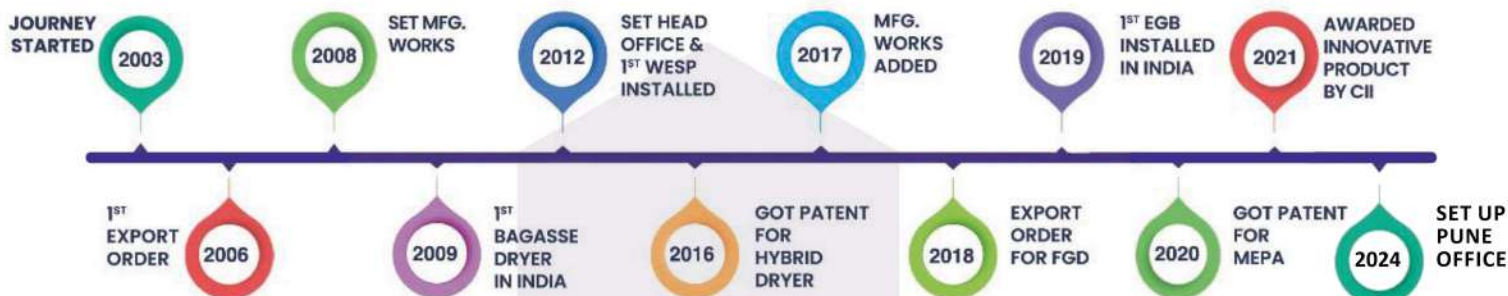 JOURNEY
STARTED
2003
2008
SET MFG.
WORKS
2012
SET HEAD
OFFICE &
1ST WESP
INSTALLED
2017
MFG.
WORKS
ADDED
2019
1ST EGB
INSTALLED
IN INDIA
2021
AWARDED
INNOVATIVE
PRODUCT
BY CII
1ST
EXPORT
ORDER
2006
2009
1ST
BAGASSE
DRYER
IN INDIA
2016
GOT PATENT
FOR
HYBRID
DRYER
2018
EXPORT
ORDER
FOR FGD
2020
GOT PATENT
FOR
MEPA
2024
SET UP
PUNE
OFFICE